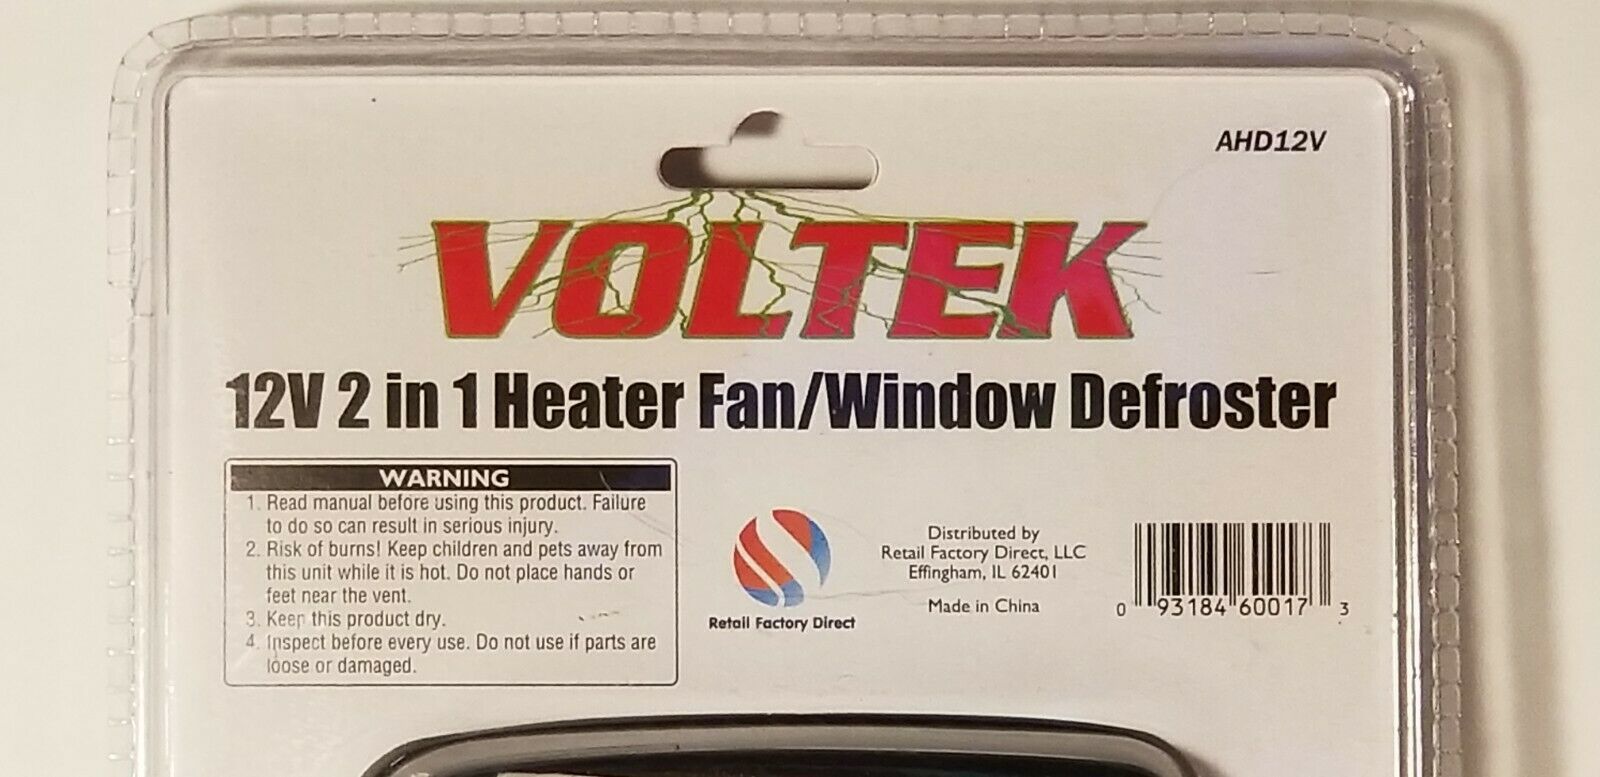 AHD12V
VOLTEK
12V 2 in 1 Heater Fan/Window Defroster
WARNING
1. Read manual before using this product. Failure
to do so can result in serious injury.
2. Risk of burns! Keep children and pets away from
this unit while it is hot. Do not place hands or
feet near the vent.
3. Keep this product dry.
4. Inspect before every use. Do not use if parts are
loose or damaged.
Retail Factory Direct
Distributed by
Retail Factory Direct, LLC
Effingham, IL 62401
Made in China
0 93184 60017 3